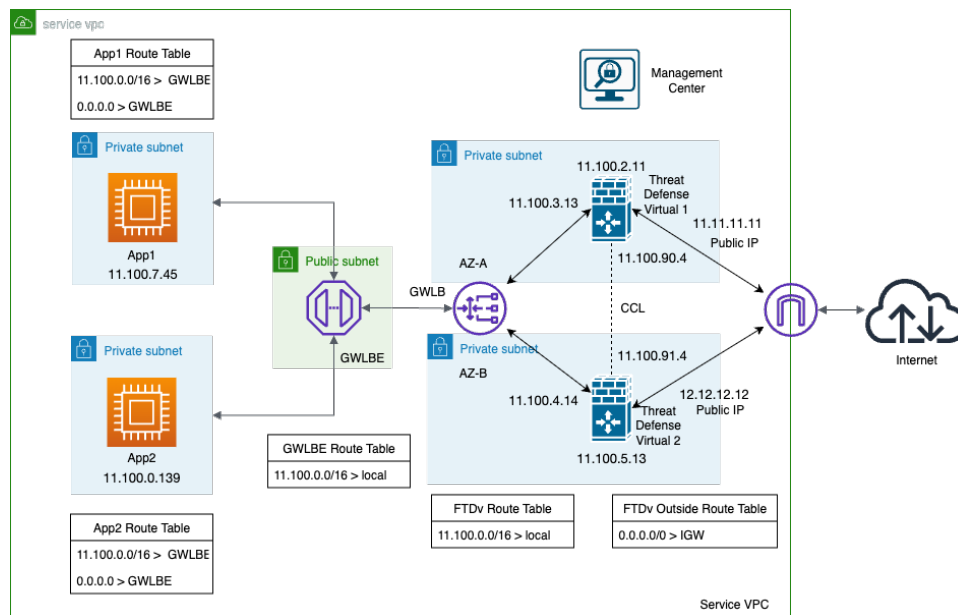 service vpc
App1 Route Table
11.100.0.0/16 > GWLBE
0.0.0.0 > GWLBE
Management
Center
Private subnet
App1
11.100.7.45
Private subnet
11.100.2.11
Threat
Defense
Virtual 1
11.100.3.13
11.11.11.11
Public IP
11.100.90.4
AZ-A
Public subnet
GWLB
GWLBE
CCL
Internet
Private subnet
App2
11.100.0.139
Private subnet
AZ-B
11.100.91.4
11.100.4.14
12.12.12.12
Public IP
Threat
Defense
Virtual 2
11.100.5.13
GWLBE Route Table
11.100.0.0/16 > local
FTDv Route Table
11.100.0.0/16 > local
FTDv Outside Route Table
0.0.0.0/0 > IGW
App2 Route Table
11.100.0.0/16 > GWLBE
0.0.0.0 > GWLBE
Service VPC